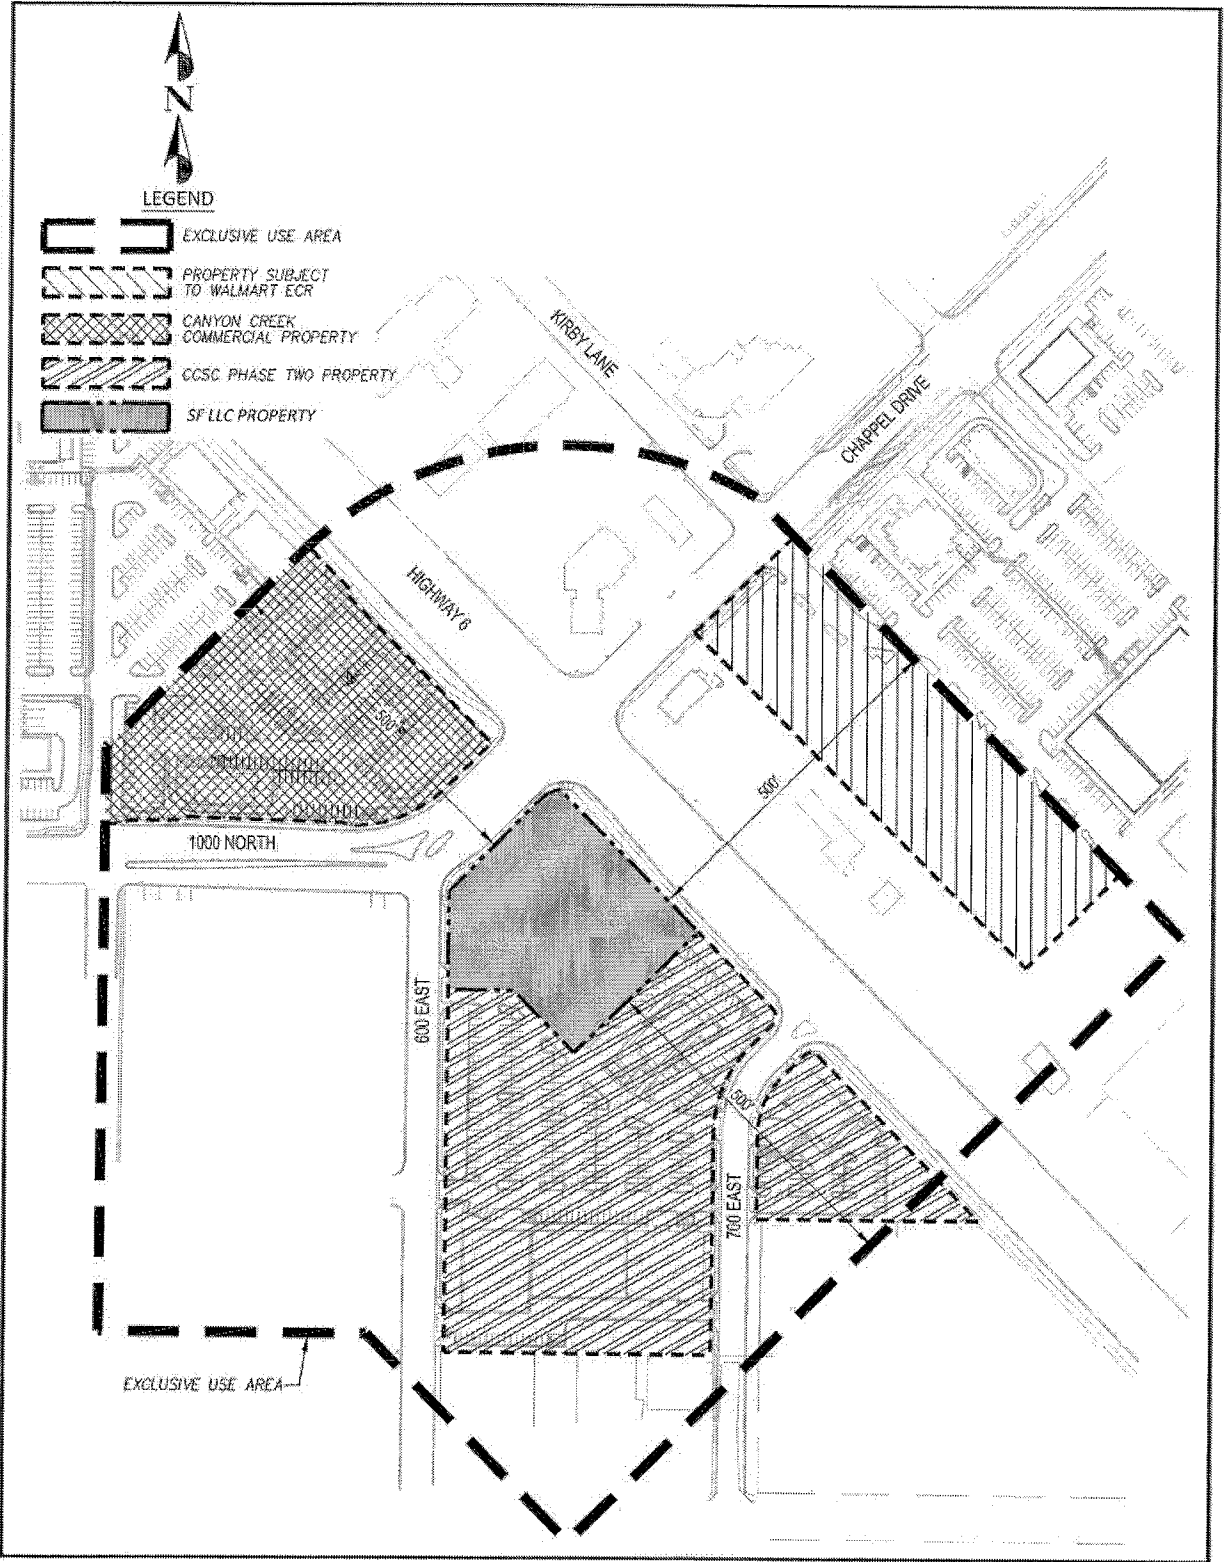 N
LEGEND
EXCLUSIVE USE AREA
PROPERTY SUBJECT
TO WALMART ECR
CANYON CREEK
COMMERCIAL PROPERTY
CCSC PHASE TWO PROPERTY
SF LLC PROPERTY
KIRBY LANE
CHAPPEL DRIVE
HIGHWAY 6
500'
500'
1000 NORTH
600 EAST
500'
700 EAST
EXCLUSIVE USE AREA